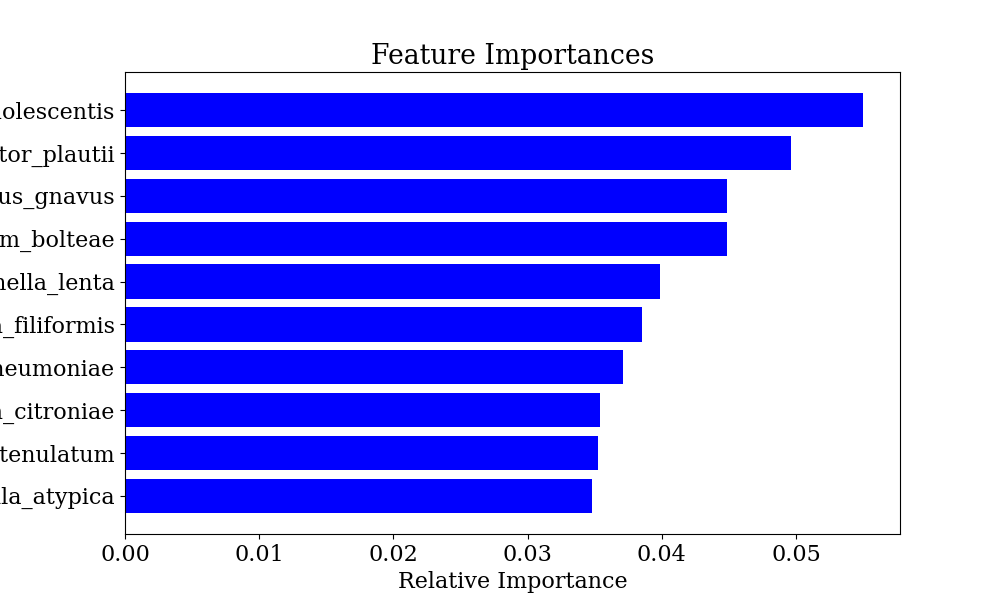 Feature Importances
olescentis
tor_plautii
us_gnavus
m_bolteae
nella_lenta
_filiformis
neumoniae
_citroniae
tenulatum
la_atypica
0.00 0.01 0.02 0.03 0.04 0.05
Relative Importance